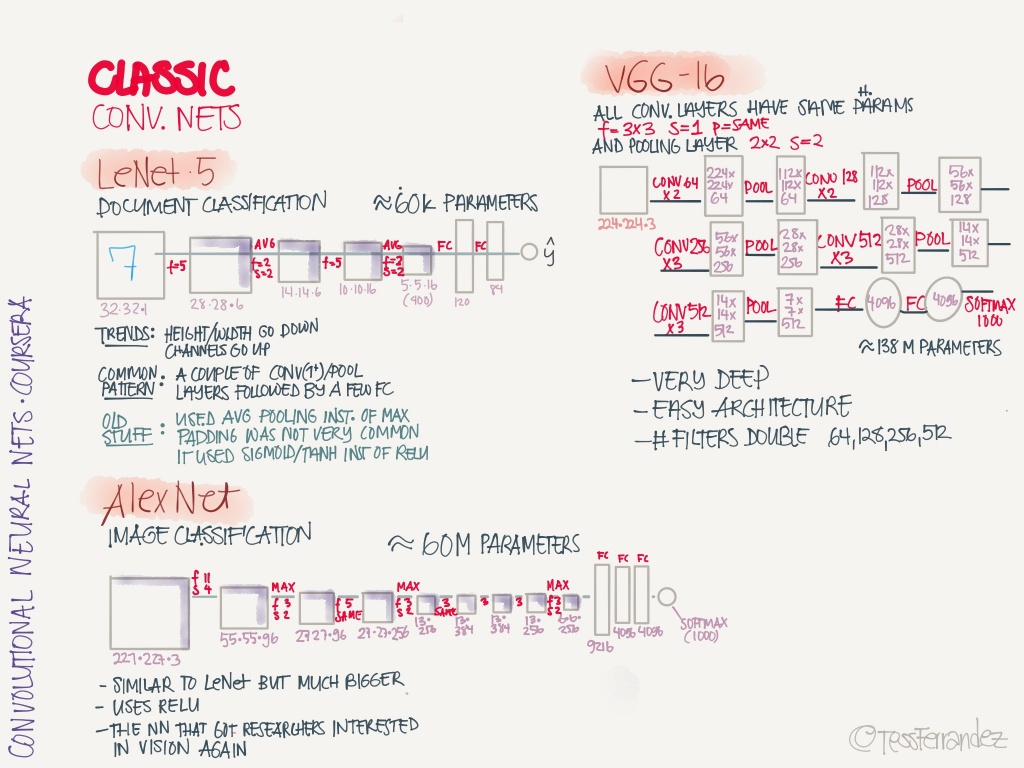 CLASSIC
CONV. NETS
LeNet-5
DOCUMENT CLASSIFICATION ≈60K PARAMETERS
7
f=5
AVG
f=2
S=2
f=5
AVG
f=2
S=2
FC
FC
ŷ
32·32·1
28·28·6
14·14·6
10·10·16
5·5·16
(400)
120
84
TRENDS: HEIGHT/WIDTH GO DOWN
CHANNELS GO UP
COMMON PATTERN: A COUPLE OF CONV(1+)/POOL
LAYERS FOLLOWED BY A FEW FC
OLD STUFF: USED AVG POOLING INST. OF MAX
PADDING WAS NOT VERY COMMON
IT USED SIGMOID/TANH INST OF RELU
AlexNet
IMAGE CLASSIFICATION ≈ 60M PARAMETERS
f 11
S 4
MAX
f 3
S 2
f 5
SAME
MAX
f 3
S 2
3
SAME
3
3
MAX
f 3
S 2
FC
FC
FC
227·227·3
55·55·96
27·27·96
27·27·256
13·
256
13·
384
13·
384
13·
256
6·6·
256
9216
4096
4096
SOFTMAX
(1000)
- SIMILAR TO LeNet BUT MUCH BIGGER
- USES RELU
- THE NN THAT GOT RESEARCHERS INTERESTED
IN VISION AGAIN
VGG-16
H.
ALL CONV. LAYERS HAVE SAME PARAMS
f=3x3 S=1 P=SAME
AND POOLING LAYER 2x2 S=2
224·224·3
CONV 64
x2
224x
224x
64
POOL
112x
112x
64
CONV 128
x2
112x
112x
128
POOL
56x
56x
128
CONV256
x3
56x
56x
256
POOL
28x
28x
256
CONV512
x3
28x
28x
512
POOL
14x
14x
512
CONV512
x3
14x
14x
512
POOL
7x
7x
512
FC
4096
FC
4096
SOFTMAX
1000
≈138 M PARAMETERS
- VERY DEEP
- EASY ARCHITECTURE
- # FILTERS DOUBLE 64,128,256,512
CONVOLUTIONAL NEURAL NETS·COURSERA
©TessFerrandez